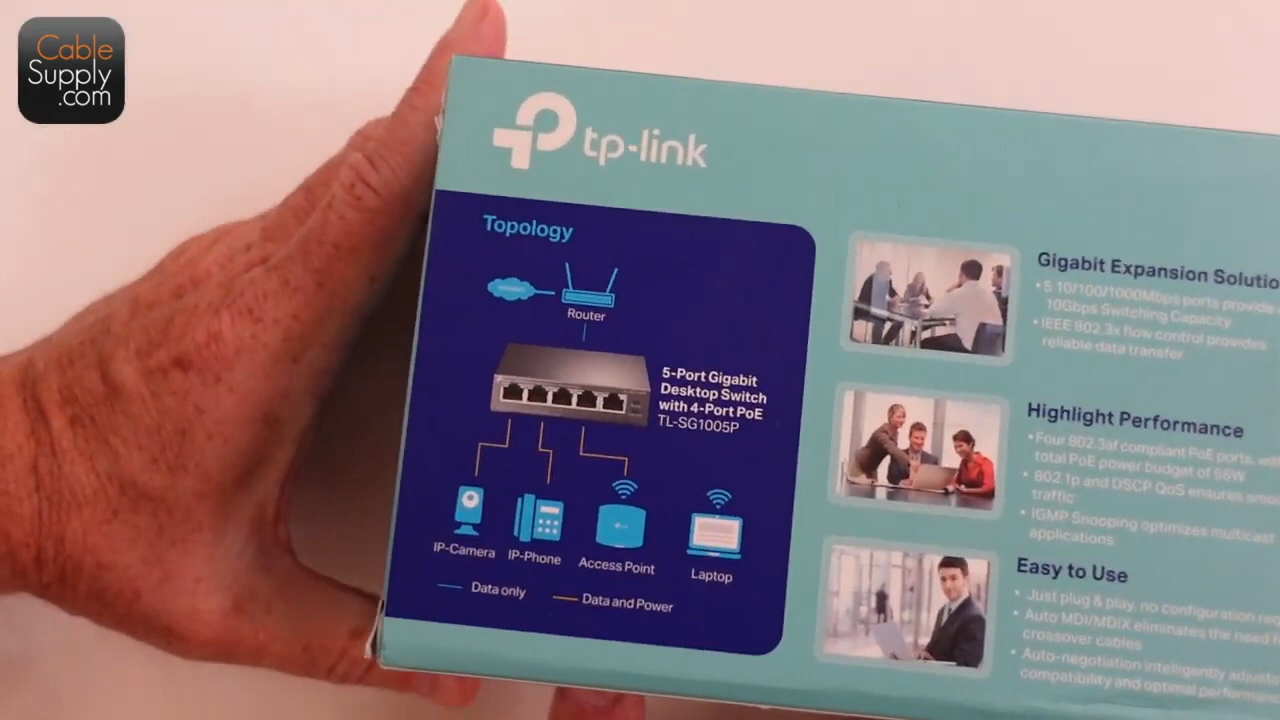 Cable
Supply
.com
tp-link
Topology
Router
5-Port Gigabit
Desktop Switch
with 4-Port PoE
TL-SG1005P
IP-Camera
IP-Phone
Access Point
Laptop
Data only
Data and Power
Gigabit Expansion Solutio
• 5 10/100/1000Mbps ports provide
10Gbps Switching Capacity
• IEEE 802.3x flow control provides
reliable data transfer
Highlight Performance
• Four 802.3af compliant PoE ports, wit
total PoE power budget of 56W
• 802.1p and DSCP QoS ensures smo
traffic
• IGMP Snooping optimizes multicast
applications
Easy to Use
• Just plug & play, no configuration req
• Auto MDI/MDIX eliminates the need f
crossover cables
• Auto-negotiation intelligently adjusts
compatibility and optimal performan